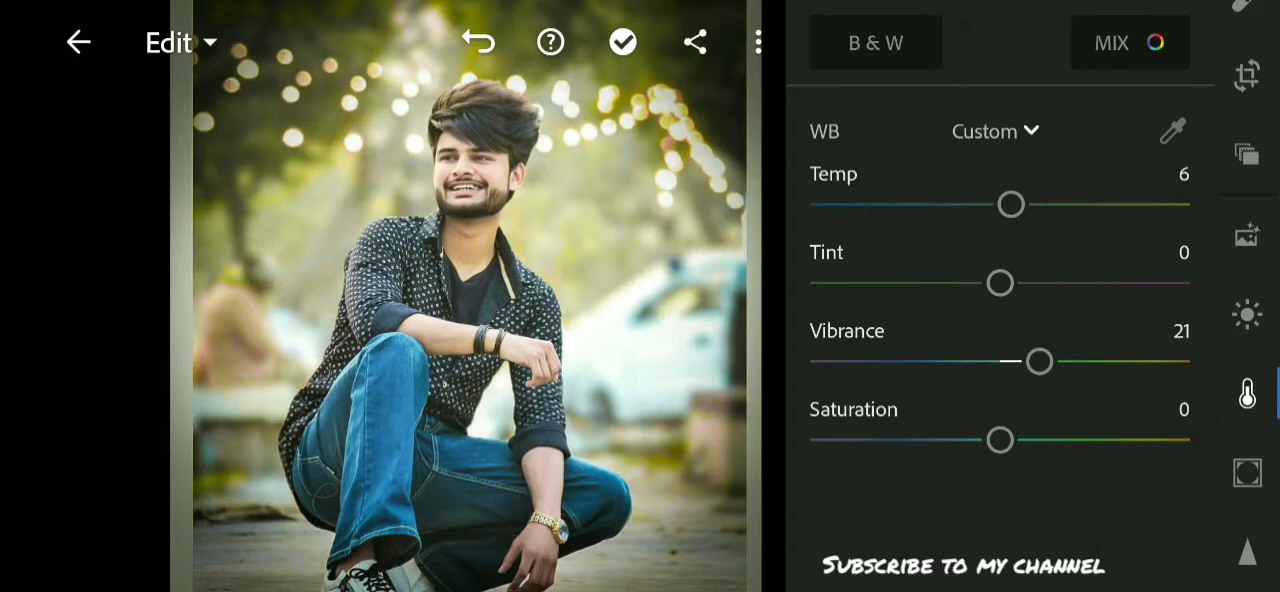 Edit
B & W
MIX
WB
Custom
Temp
6
Tint
0
Vibrance
21
Saturation
0
SUBSCRIBE TO MY CHANNEL